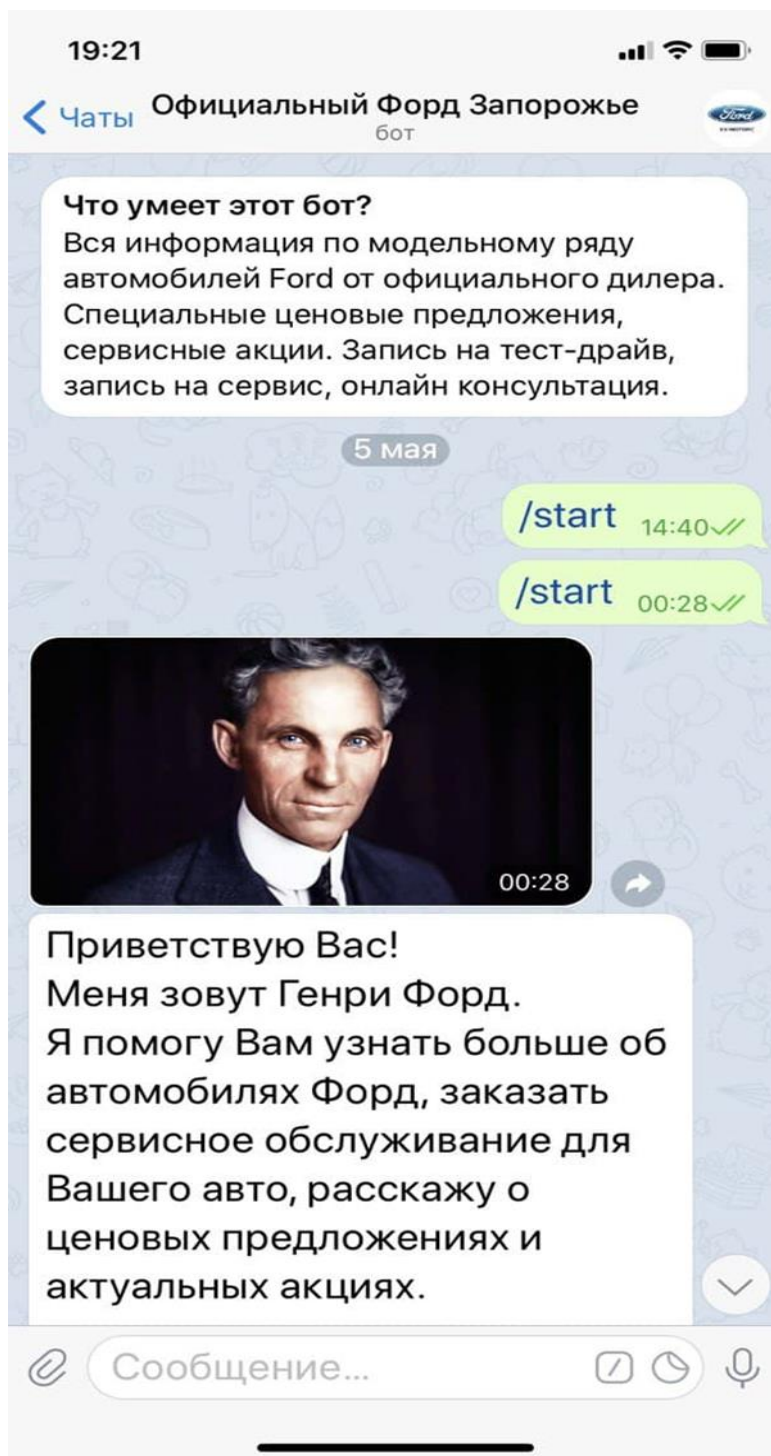 19:21
Чаты
Официальный Форд Запорожье
бот
Ford
Что умеет этот бот?
Вся информация по модельному ряду
автомобилей Ford от официального дилера.
Специальные ценовые предложения,
сервисные акции. Запись на тест-драйв,
запись на сервис, онлайн консультация.
5 мая
/start 14:40
/start 00:28
00:28
Приветствую Вас!
Меня зовут Генри Форд.
Я помогу Вам узнать больше об
автомобилях Форд, заказать
сервисное обслуживание для
Вашего авто, расскажу о
ценовых предложениях и
актуальных акциях.
Сообщение...